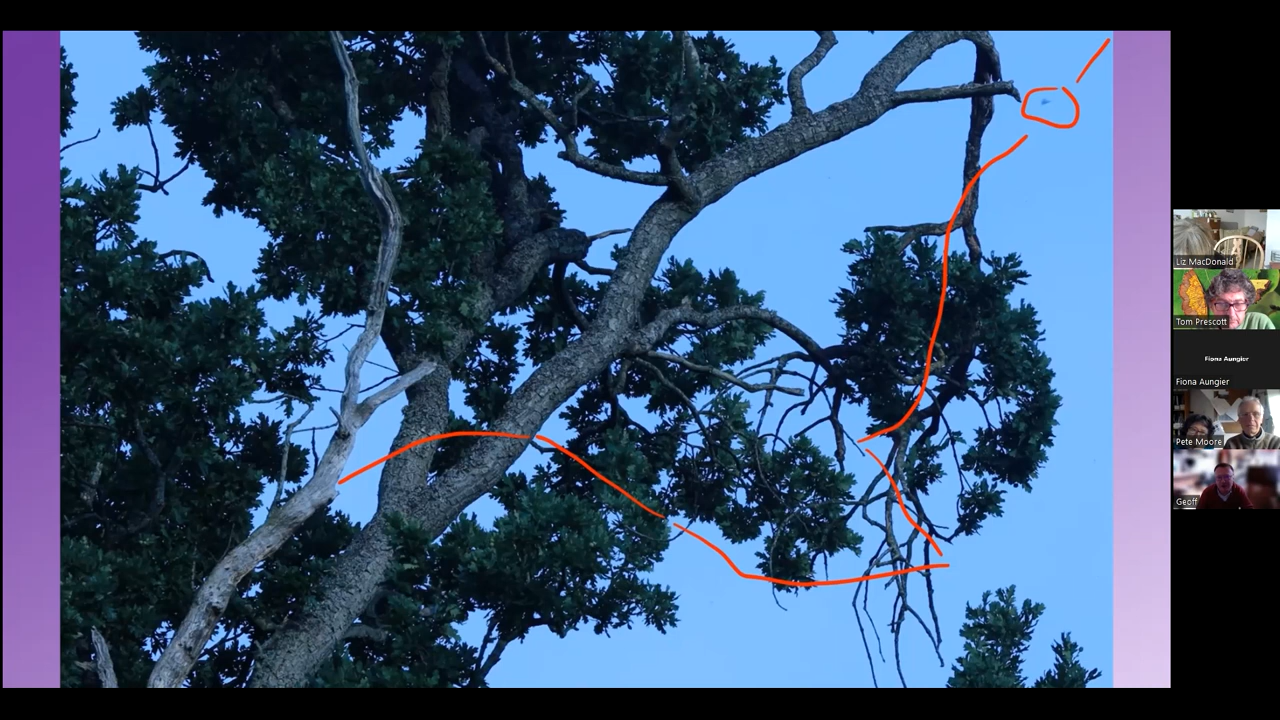 Liz MacDonald
Tom Prescott
Fiona Aungier
Fiona Aungier
Pete Moore
Geoff